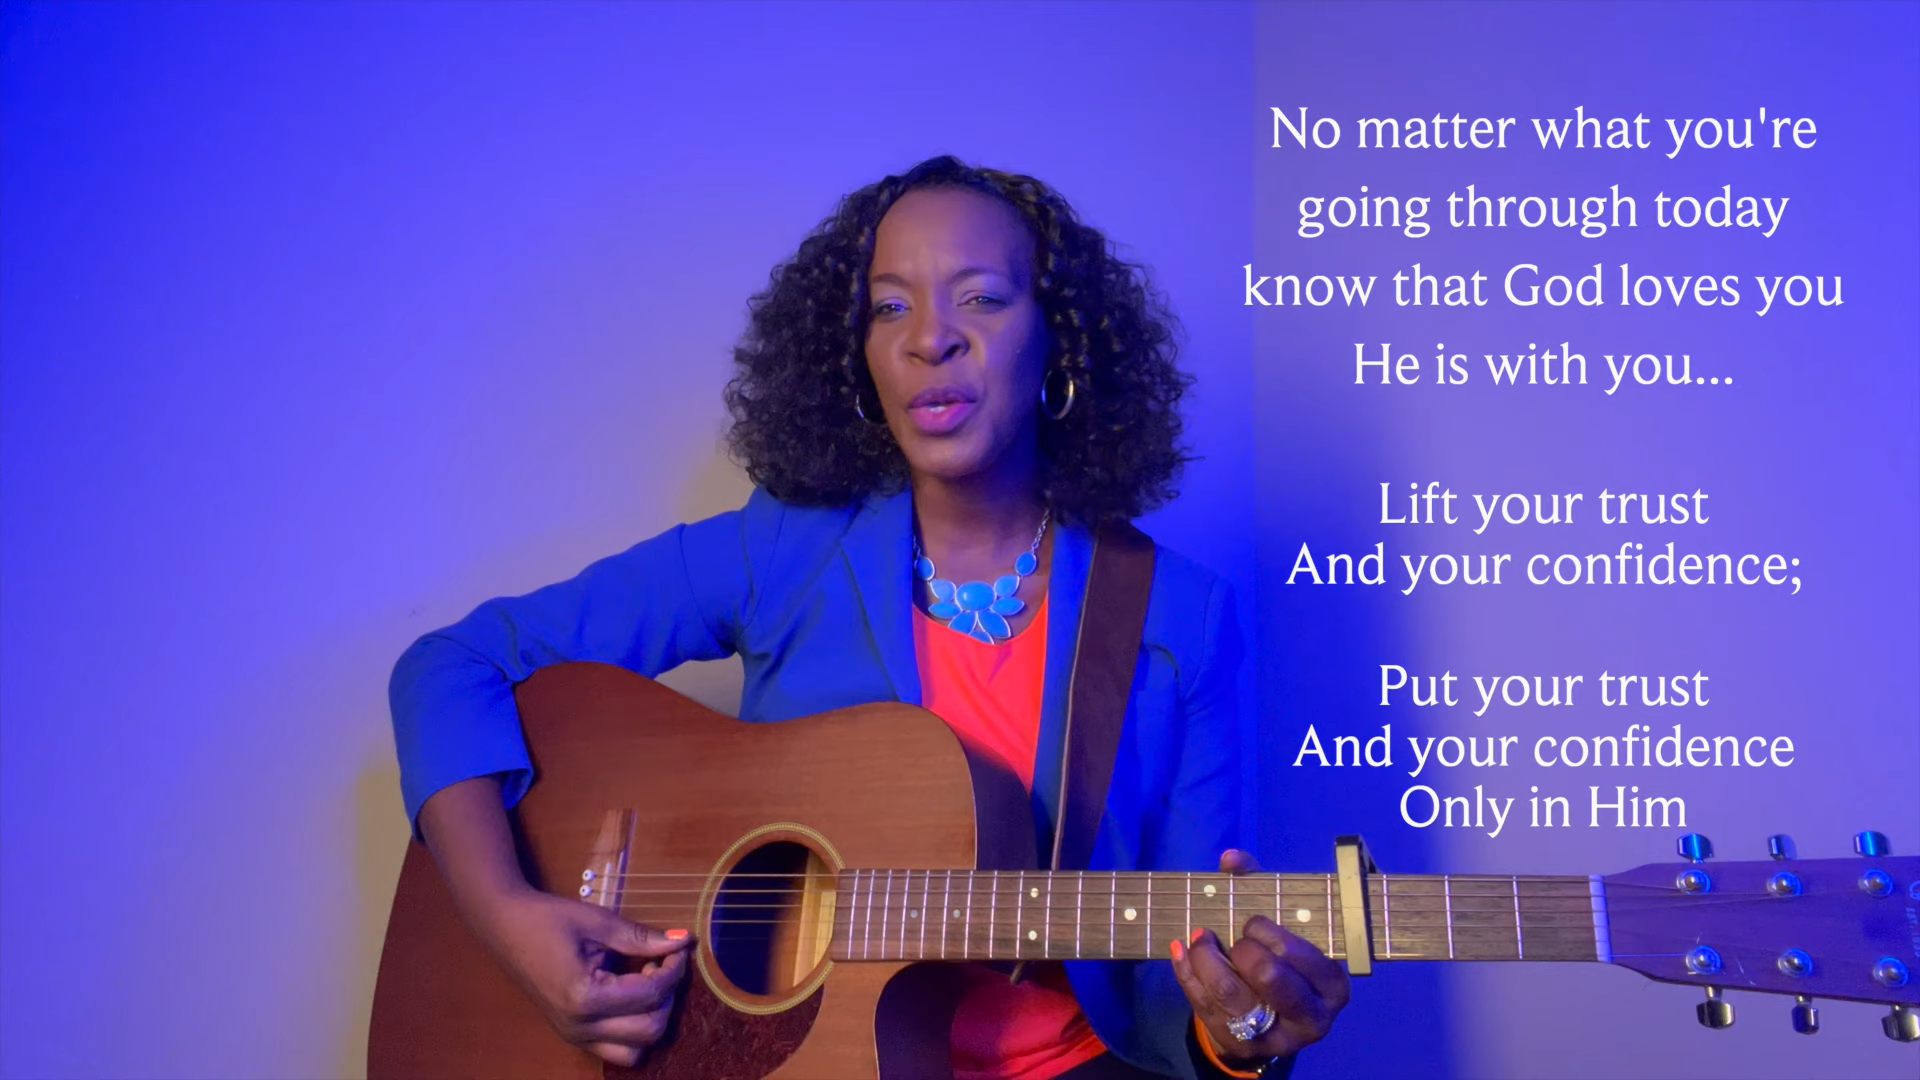 No matter what you're
going through today
know that God loves you
He is with you...
Lift your trust
And your confidence;
Put your trust
And your confidence
Only in Him